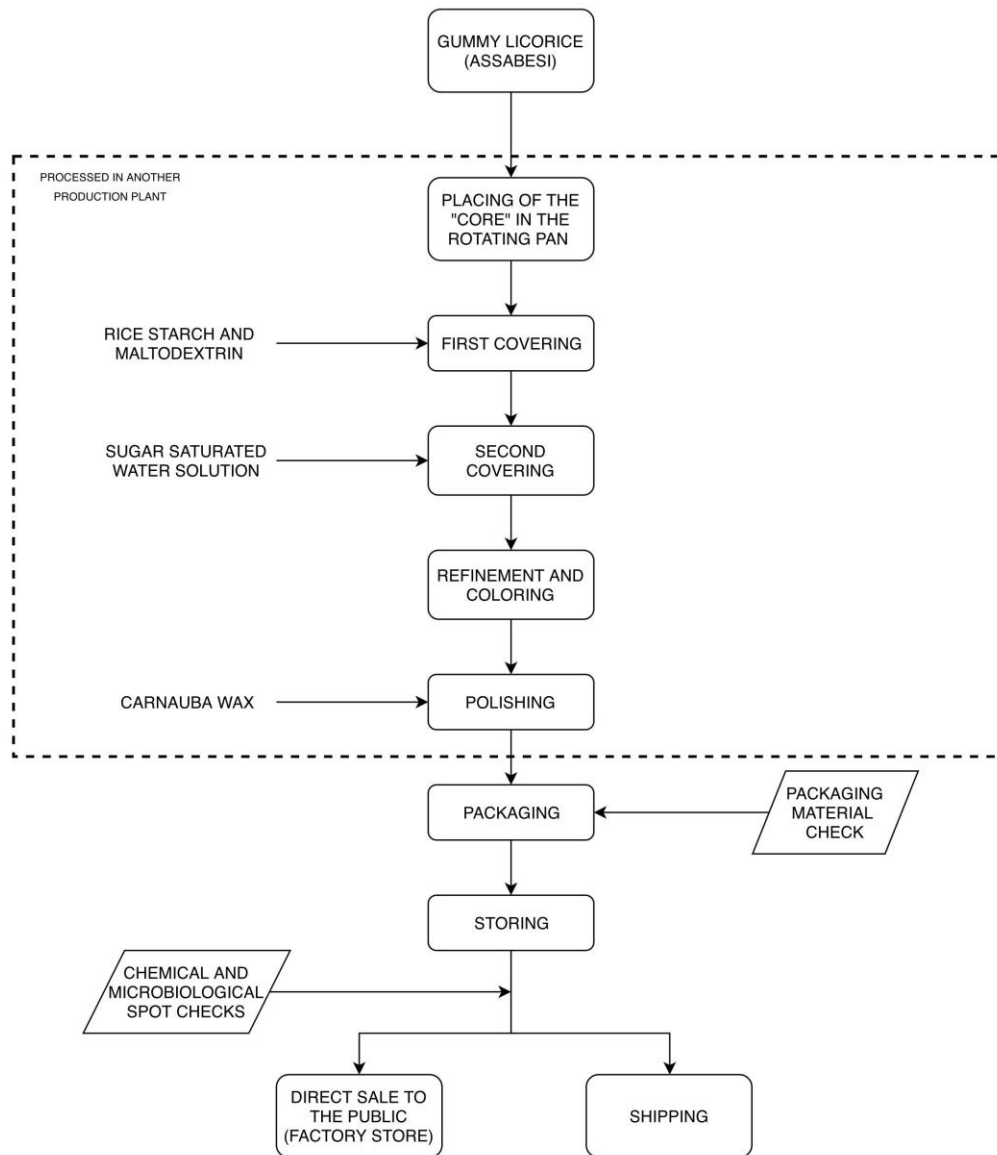 GUMMY LICORICE
(ASSABESI)
PROCESSED IN ANOTHER
PRODUCTION PLANT
PLACING OF THE
"CORE" IN THE
ROTATING PAN
RICE STARCH AND
MALTODEXTRIN
FIRST COVERING
SUGAR SATURATED
WATER SOLUTION
SECOND
COVERING
REFINEMENT AND
COLORING
CARNAUBA WAX
POLISHING
PACKAGING
PACKAGING
MATERIAL
CHECK
STORING
CHEMICAL AND
MICROBIOLOGICAL
SPOT CHECKS
DIRECT SALE TO
THE PUBLIC
(FACTORY STORE)
SHIPPING